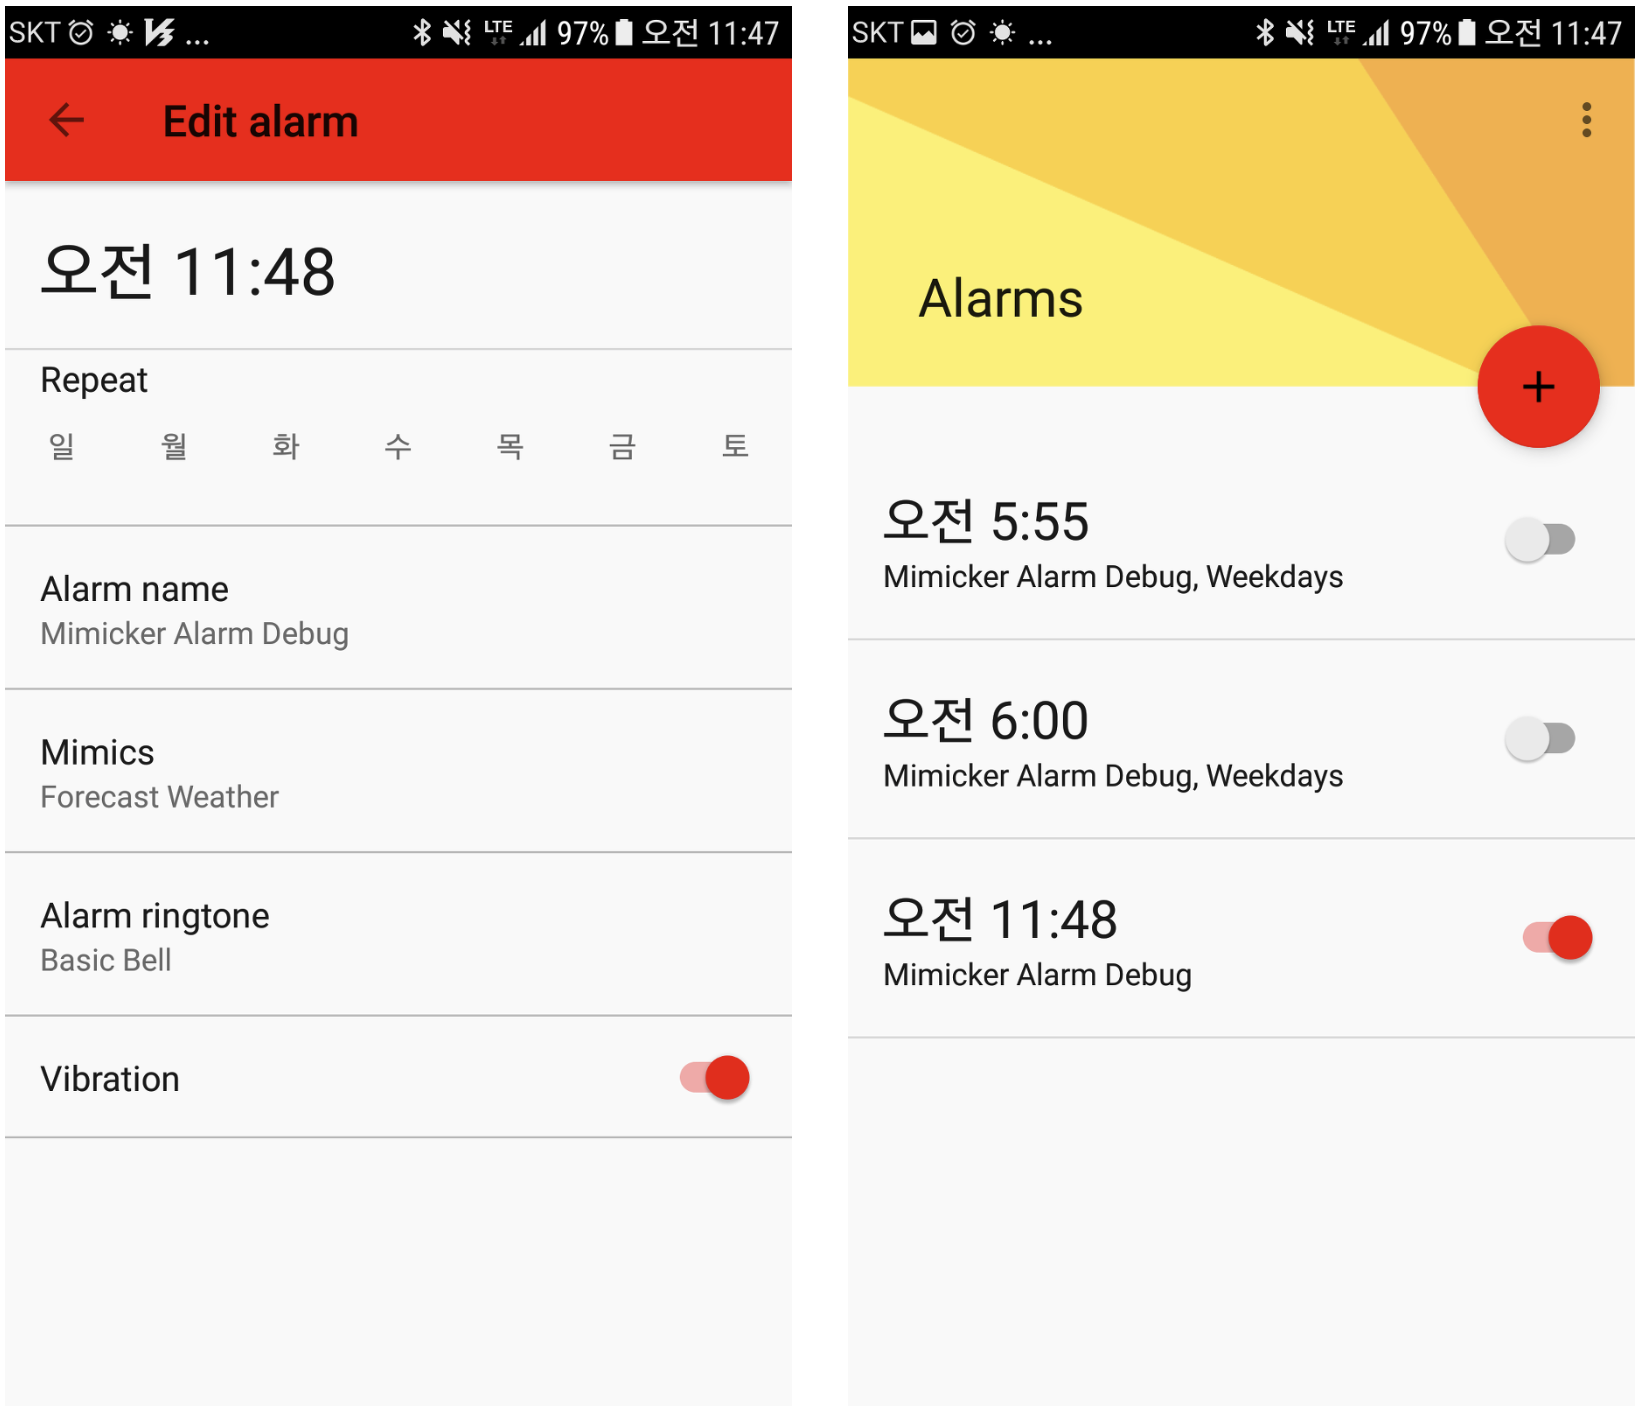 SKT ... LTE 97% 오전 11:47
Edit alarm
오전 11:48
Repeat
일 월 화 수 목 금 토
Alarm name
Mimicker Alarm Debug
Mimics
Forecast Weather
Alarm ringtone
Basic Bell
Vibration
SKT ... LTE 97% 오전 11:47
Alarms
+
오전 5:55
Mimicker Alarm Debug, Weekdays
오전 6:00
Mimicker Alarm Debug, Weekdays
오전 11:48
Mimicker Alarm Debug